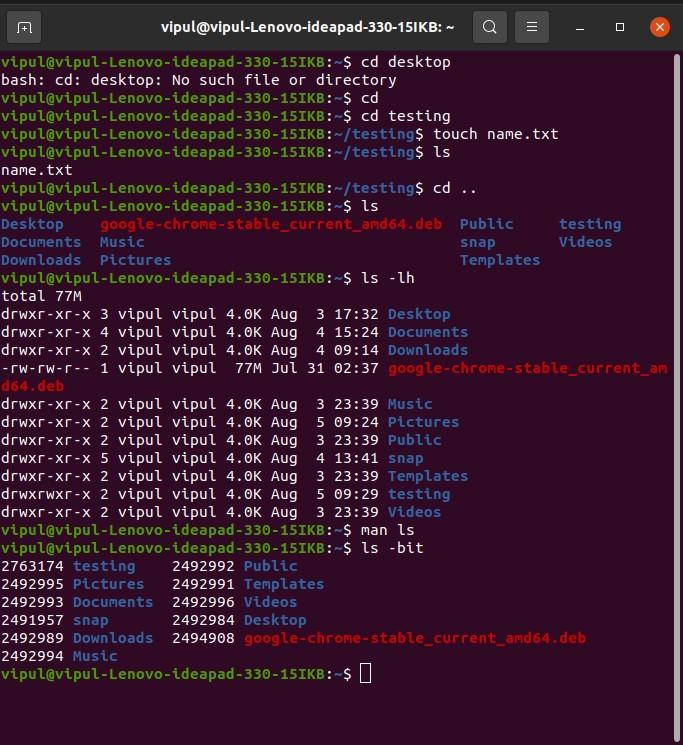 vipul@vipul-Lenovo-ideapad-330-15IKB: ~
vipul@vipul-Lenovo-ideapad-330-15IKB:~$ cd desktop
bash: cd: desktop: No such file or directory
vipul@vipul-Lenovo-ideapad-330-15IKB:~$ cd
vipul@vipul-Lenovo-ideapad-330-15IKB:~$ cd testing
vipul@vipul-Lenovo-ideapad-330-15IKB:~/testing$ touch name.txt
vipul@vipul-Lenovo-ideapad-330-15IKB:~/testing$ ls
name.txt
vipul@vipul-Lenovo-ideapad-330-15IKB:~/testing$ cd ..
vipul@vipul-Lenovo-ideapad-330-15IKB:~$ ls
Desktop    google-chrome-stable_current_amd64.deb  Public     testing
Documents  Music                                   snap       Videos
Downloads  Pictures                                Templates
vipul@vipul-Lenovo-ideapad-330-15IKB:~$ ls -lh
total 77M
drwxr-xr-x 3 vipul vipul 4.0K Aug  3 17:32 Desktop
drwxr-xr-x 4 vipul vipul 4.0K Aug  4 15:24 Documents
drwxr-xr-x 2 vipul vipul 4.0K Aug  4 09:14 Downloads
-rw-rw-r-- 1 vipul vipul  77M Jul 31 02:37 google-chrome-stable_current_am
d64.deb
drwxr-xr-x 2 vipul vipul 4.0K Aug  3 23:39 Music
drwxr-xr-x 2 vipul vipul 4.0K Aug  5 09:24 Pictures
drwxr-xr-x 2 vipul vipul 4.0K Aug  3 23:39 Public
drwxr-xr-x 5 vipul vipul 4.0K Aug  4 13:41 snap
drwxr-xr-x 2 vipul vipul 4.0K Aug  3 23:39 Templates
drwxrwxr-x 2 vipul vipul 4.0K Aug  5 09:29 testing
drwxr-xr-x 2 vipul vipul 4.0K Aug  3 23:39 Videos
vipul@vipul-Lenovo-ideapad-330-15IKB:~$ man ls
vipul@vipul-Lenovo-ideapad-330-15IKB:~$ ls -bit
2763174 testing    2492992 Public
2492995 Pictures   2492991 Templates
2492993 Documents  2492996 Videos
2491957 snap       2492984 Desktop
2492989 Downloads  2494908 google-chrome-stable_current_amd64.deb
2492994 Music
vipul@vipul-Lenovo-ideapad-330-15IKB:~$